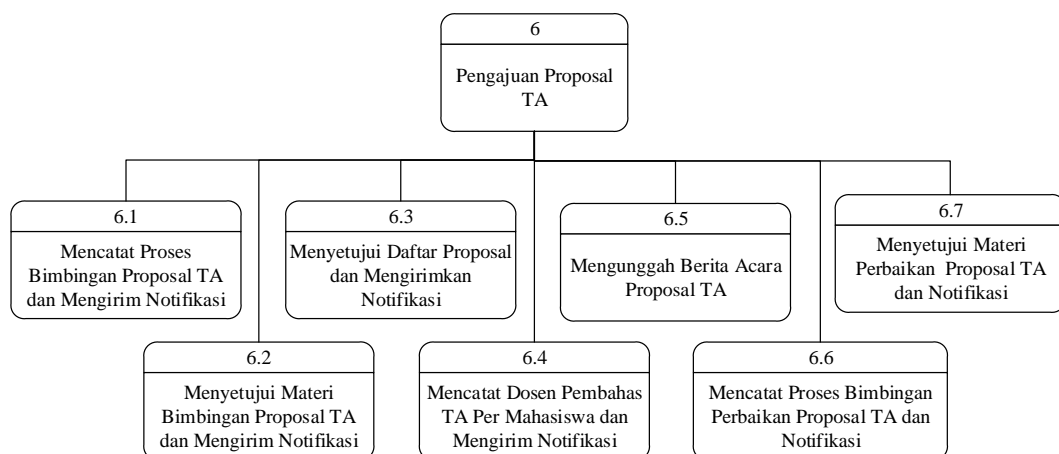 6
Pengajuan Proposal
TA
6.1
Mencatat Proses
Bimbingan Proposal TA
dan Mengirim Notifikasi
6.3
Menyetujui Daftar Proposal
dan Mengirimkan
Notifikasi
6.5
Mengunggah Berita Acara
Proposal TA
6.7
Menyetujui Materi
Perbaikan  Proposal TA
dan Notifikasi
6.2
Menyetujui Materi
Bimbingan Proposal TA
dan Mengirim Notifikasi
6.4
Mencatat Dosen Pembahas
TA Per Mahasiswa dan
Mengirim Notifikasi
6.6
Mencatat Proses Bimbingan
Perbaikan Proposal TA dan
Notifikasi